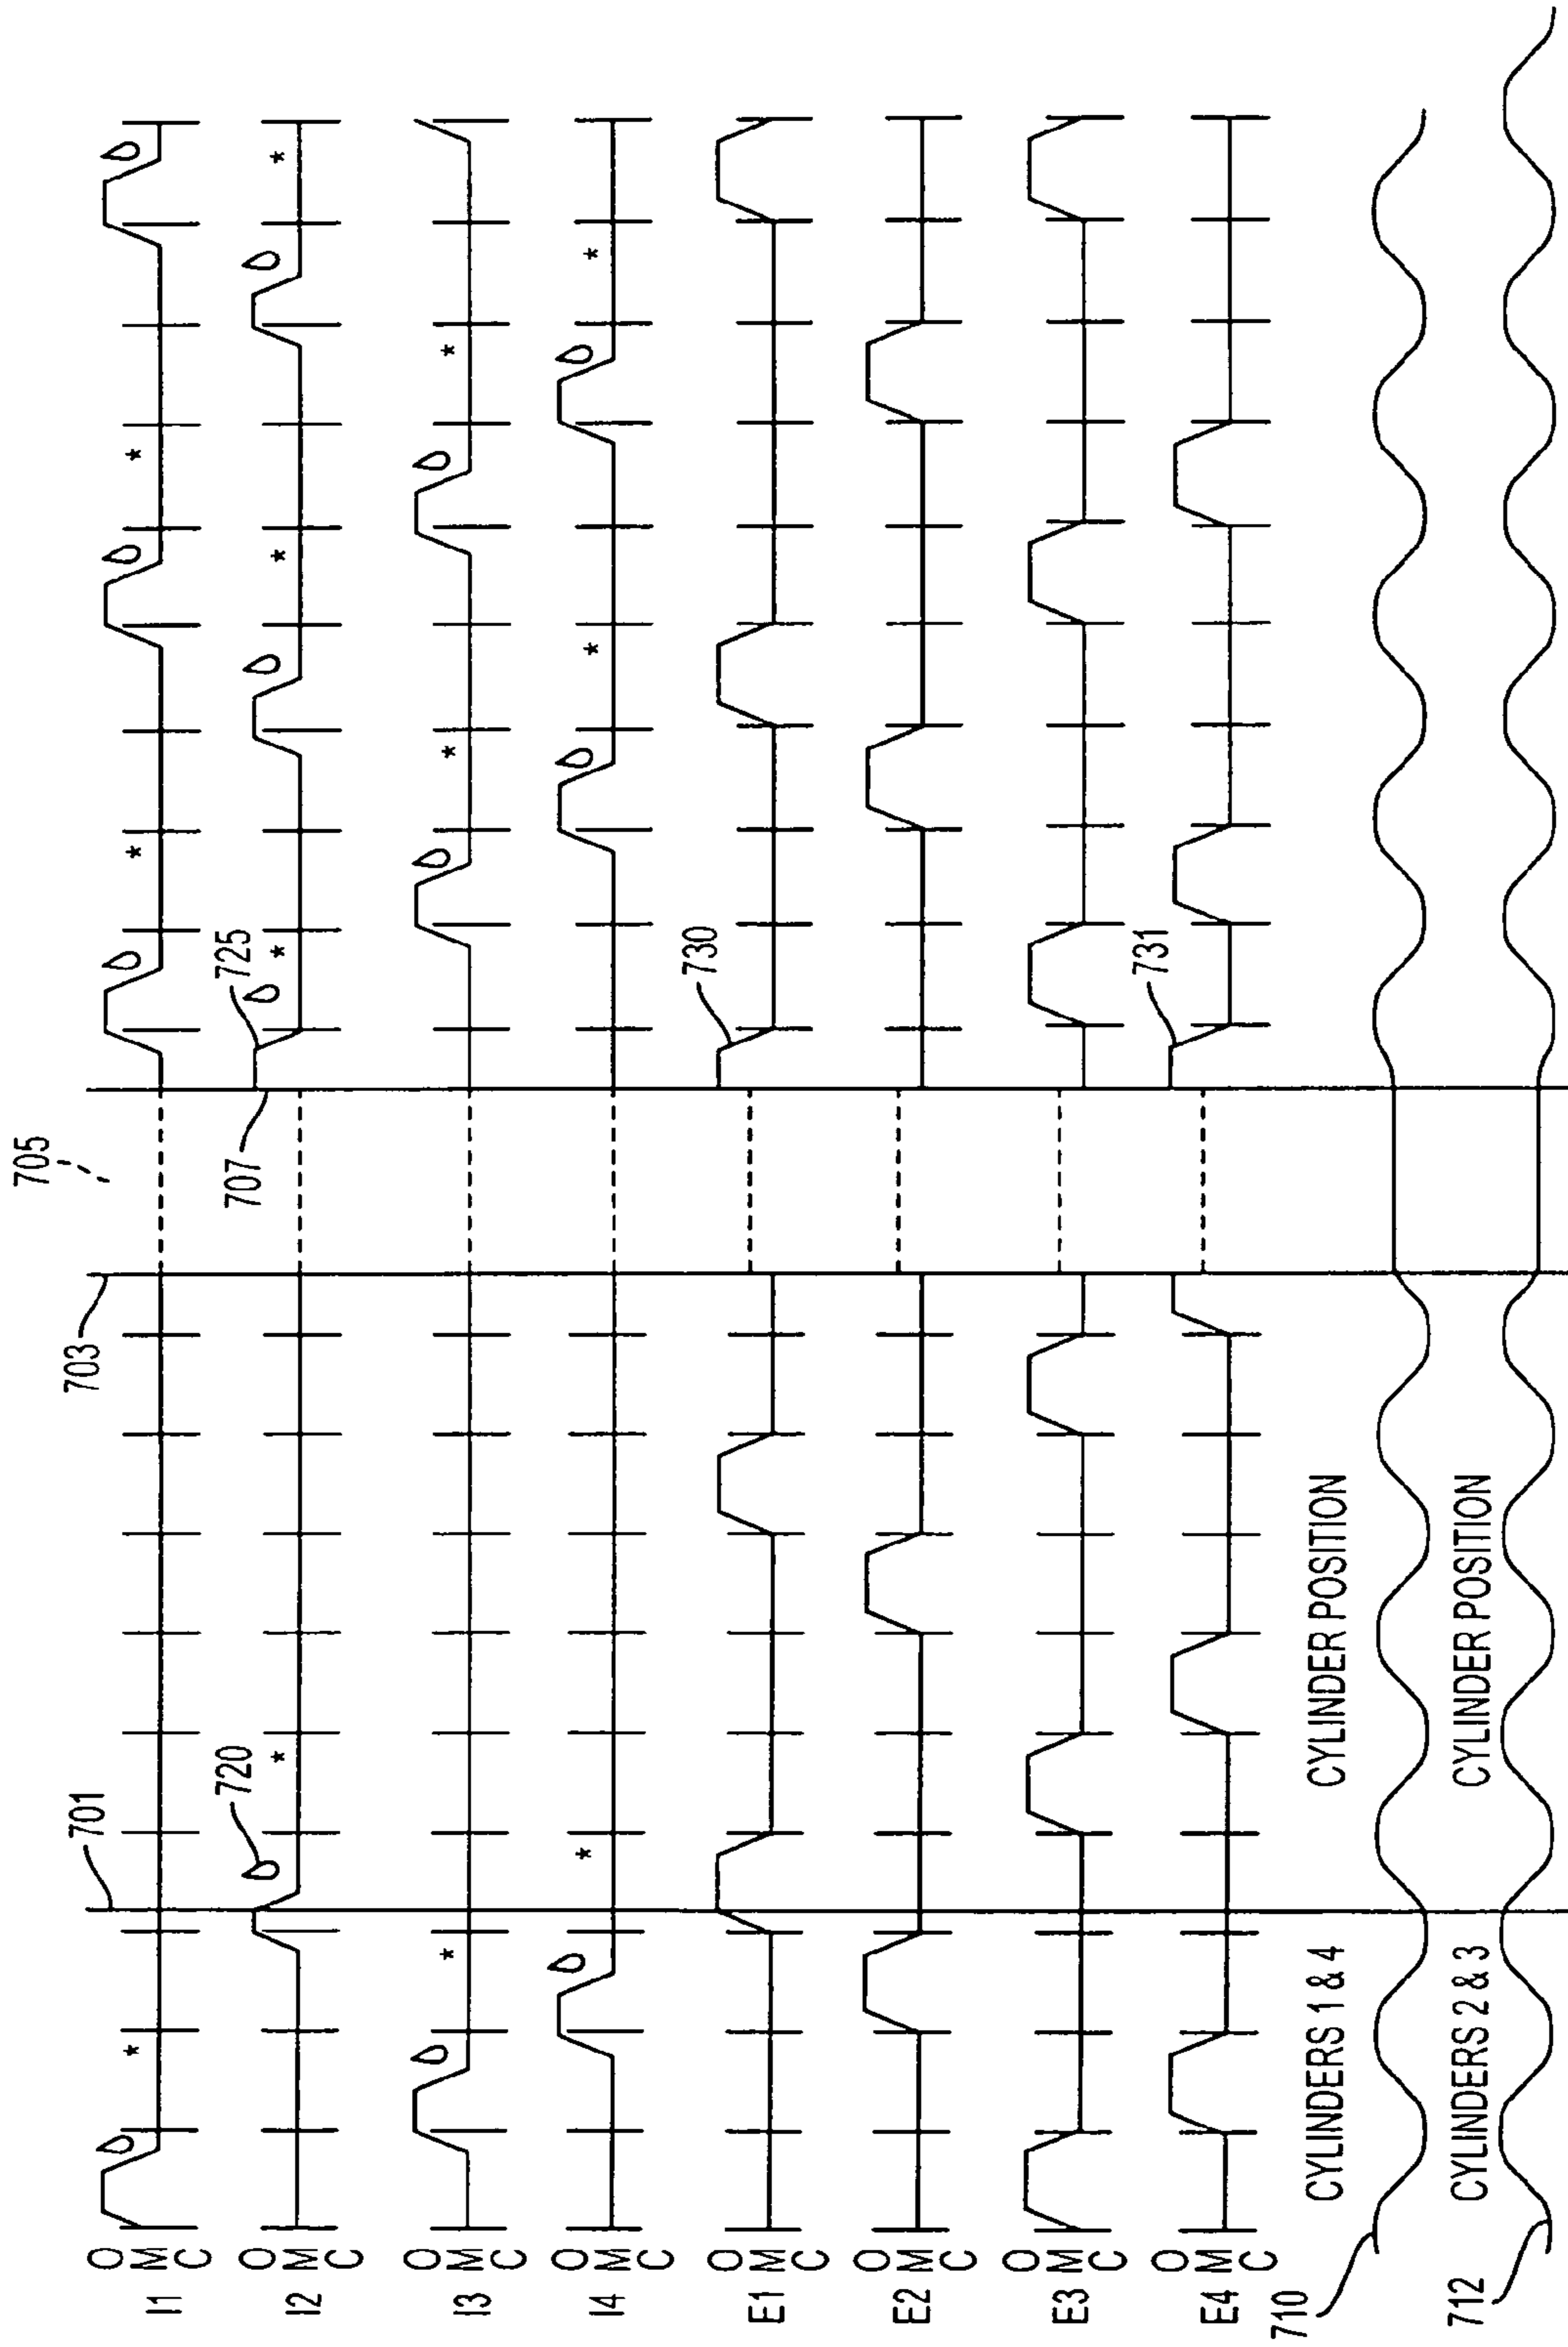 705
701
703
707
725
720
730
731
O
M
C
I1
O
M
C
I2
O
M
C
I3
O
M
C
I4
O
M
C
E1
O
M
C
E2
O
M
C
E3
O
M
C
E4
CYLINDERS 1 & 4 CYLINDER POSITION
710
CYLINDERS 2 & 3 CYLINDER POSITION
712